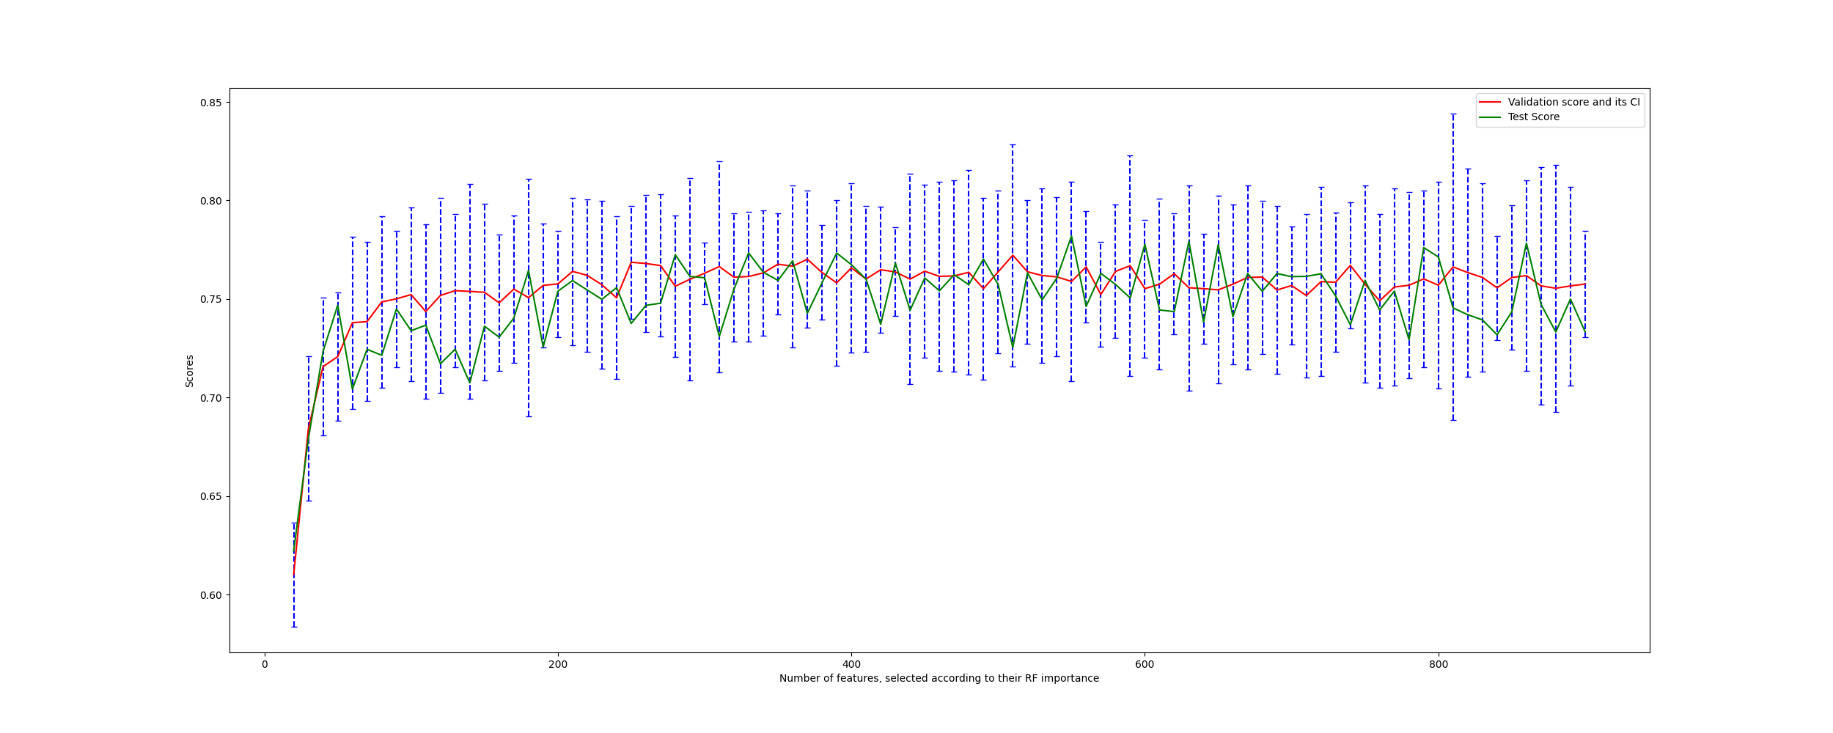 0.85
Validation score and its CI
Test Score
0.80
0.75
0.70
0.65
0.60
Scores
0
200
400
600
800
Number of features, selected according to their RF importance